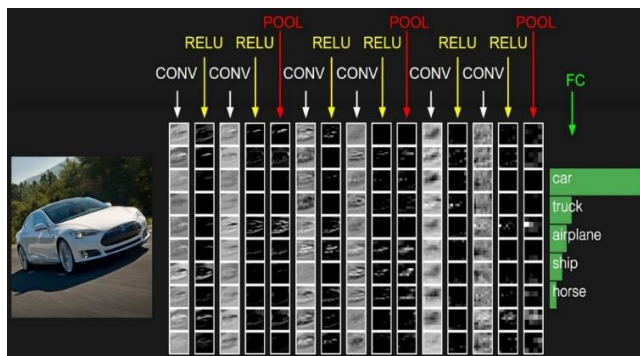 POOL POOL POOL
RELU RELU RELU RELU RELU RELU
CONV CONV CONV CONV CONV CONV
FC
car
truck
airplane
ship
horse